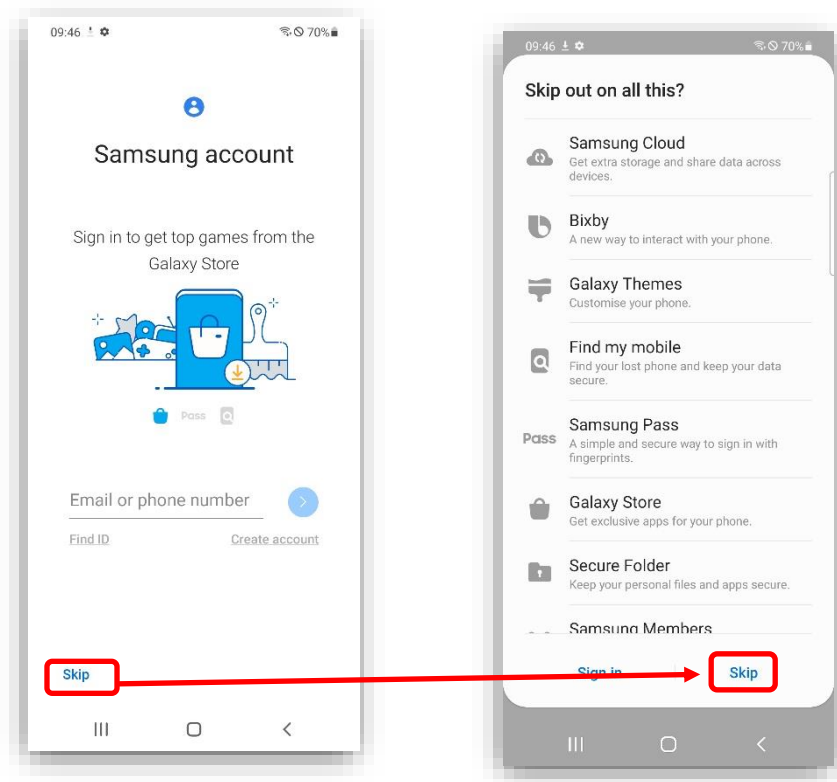 09:46 70%
Samsung account
Sign in to get top games from the
Galaxy Store
Pass
Email or phone number
Find ID Create account
Skip
09:46 70%
Skip out on all this?
Samsung Cloud
Get extra storage and share data across
devices.
Bixby
A new way to interact with your phone.
Galaxy Themes
Customise your phone.
Find my mobile
Find your lost phone and keep your data
secure.
Pass
Samsung Pass
A simple and secure way to sign in with
fingerprints.
Galaxy Store
Get exclusive apps for your phone.
Secure Folder
Keep your personal files and apps secure.
Samsung Members
Sign in Skip